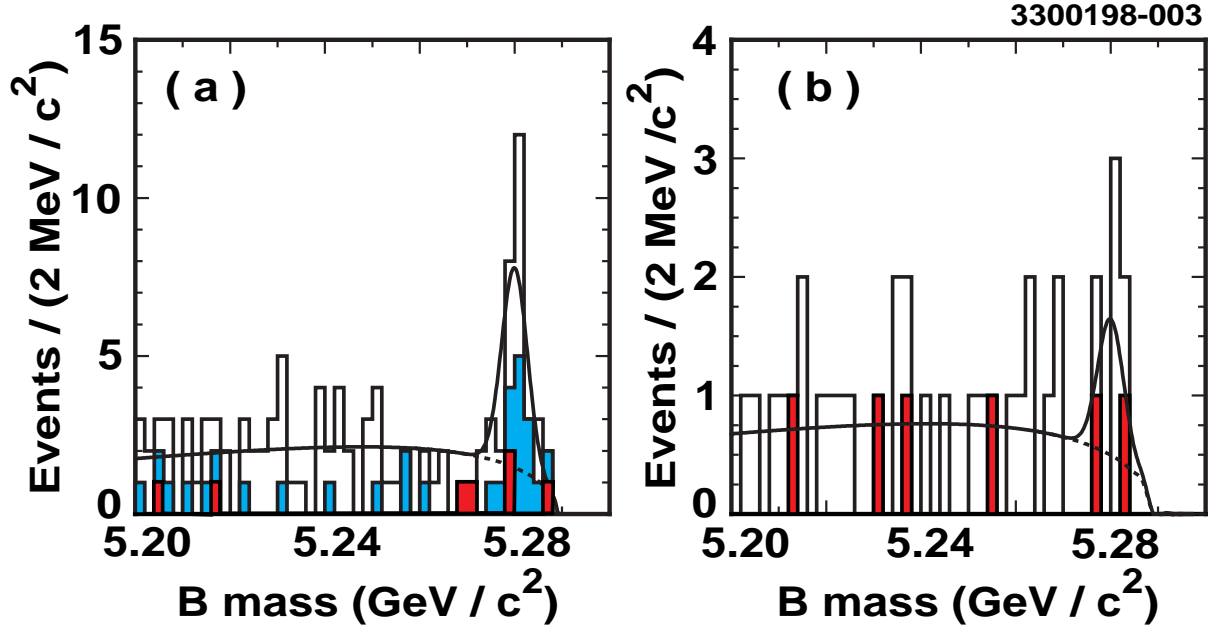 3300198-003
( a )
15
10
5
0
Events / (2 MeV / c²)
5.20 5.24 5.28
B mass (GeV / c²)
( b )
4
3
2
1
0
Events / (2 MeV /c²)
5.20 5.24 5.28
B mass (GeV / c²)